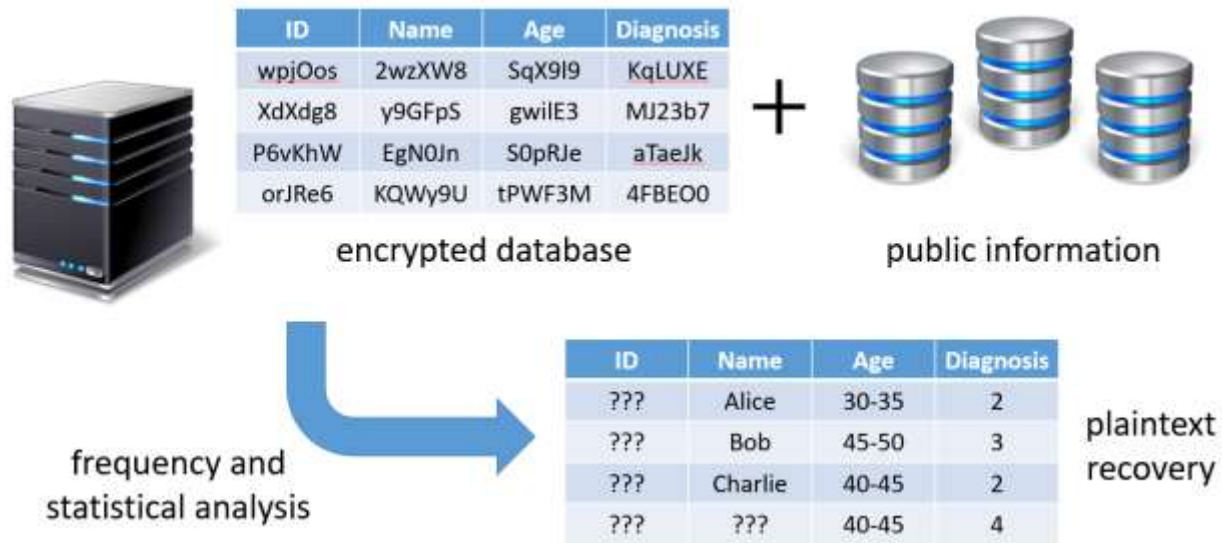 ID Name Age Diagnosis
wpjOos 2wzXW8 SqX9l9 KqLUXE
XdXdg8 y9GFpS gwilE3 MJ23b7
P6vKhW EgN0Jn S0pRJe aTaeJk
orJRe6 KQWy9U tPWF3M 4FBEO0
+
encrypted database
public information
ID Name Age Diagnosis
??? Alice 30-35 2
??? Bob 45-50 3
??? Charlie 40-45 2
??? ??? 40-45 4
plaintext
recovery
frequency and
statistical analysis